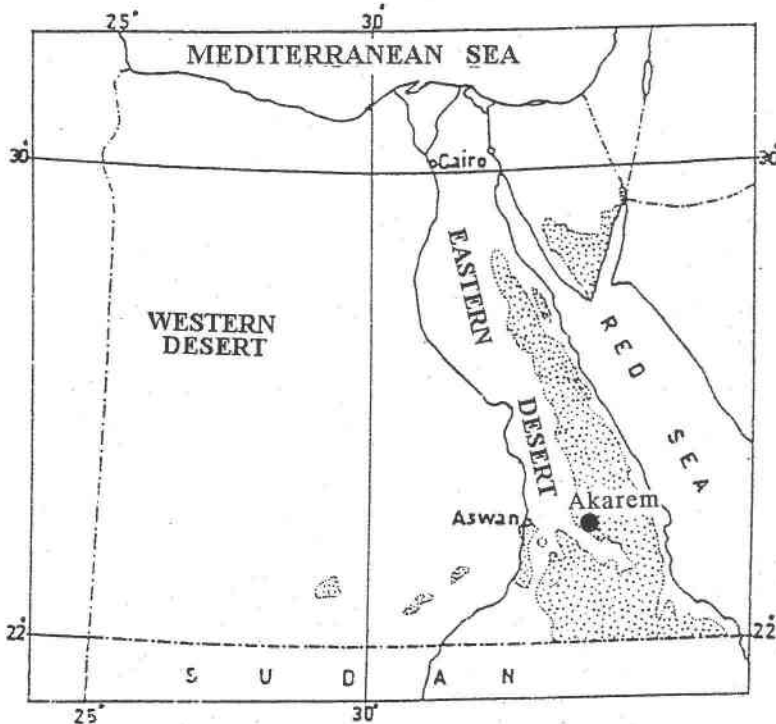 25° 30°
MEDITERRANEAN SEA
30° Cairo 30°
EASTERN
DESERT
WESTERN
DESERT
RED SEA
Akarem
Aswan
22° 22°
SUDAN
25° 30°